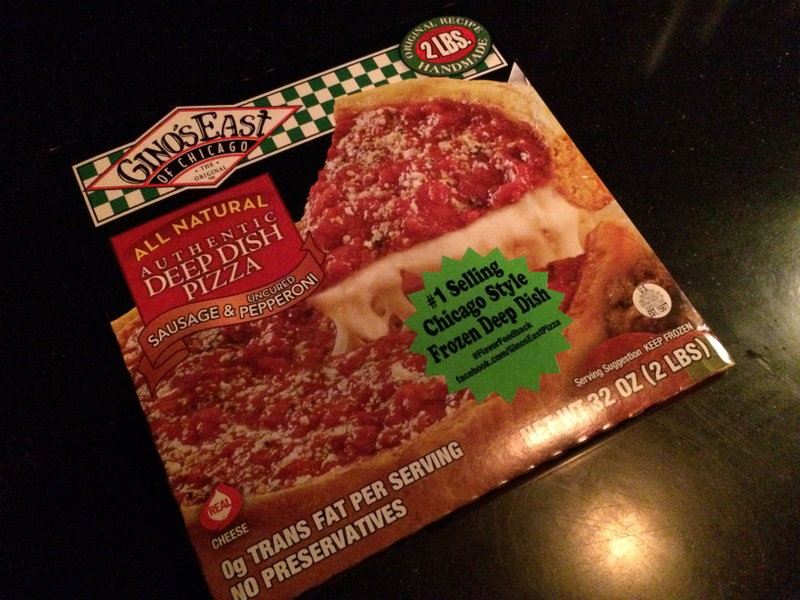 ORIGINAL RECIPE
2 LBS.
HANDMADE
GINO'S EAST
OF CHICAGO
• THE •
ORIGINAL
ALL NATURAL
AUTHENTIC
DEEP DISH
PIZZA
UNCURED
SAUSAGE & PEPPERONI
#1 Selling
Chicago Style
Frozen Deep Dish
#FlavorFeedback
facebook.com/GinosEastPizza
Serving Suggestion KEEP FROZEN
NET WT 32 OZ (2 LBS)
REAL
CHEESE
0g TRANS FAT PER SERVING
NO PRESERVATIVES